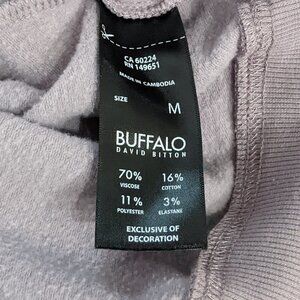 CA 60224
RN 149651
MADE IN CAMBODIA
SIZE M
BUFFALO
DAVID BITTON
70% 16%
VISCOSE COTTON
11% 3%
POLYESTER ELASTANE
EXCLUSIVE OF
DECORATION